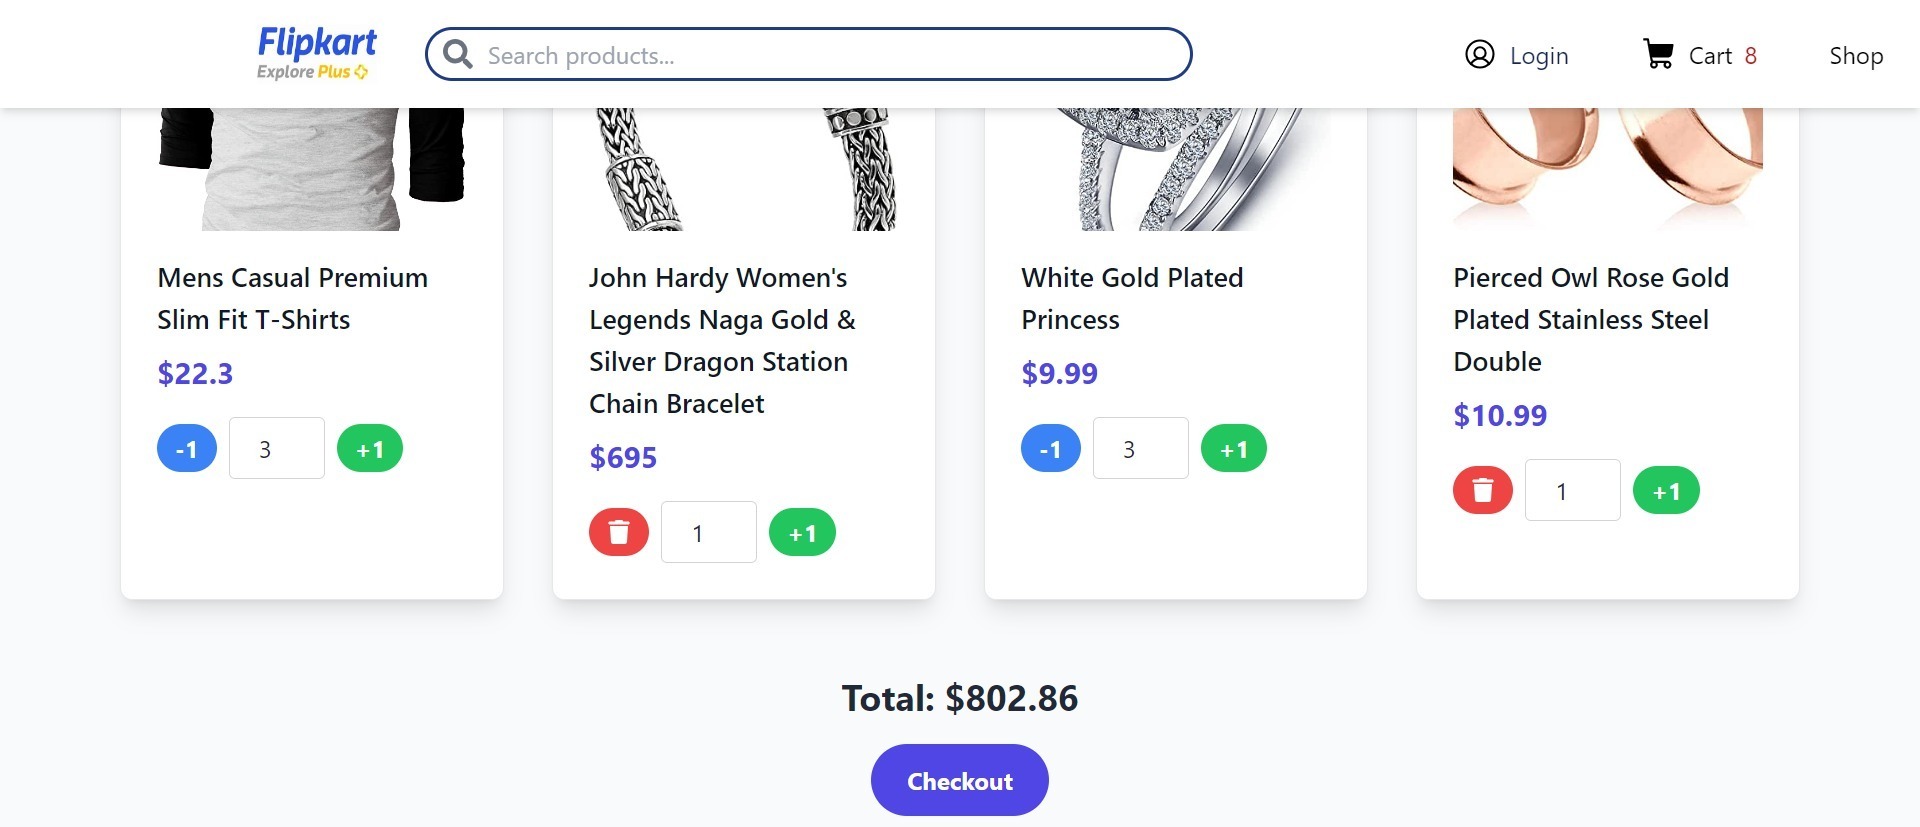 Flipkart
Explore Plus
Search products...
Login
Cart 8
Shop
Mens Casual Premium
Slim Fit T-Shirts
$22.3
-1 3 +1
John Hardy Women's
Legends Naga Gold &
Silver Dragon Station
Chain Bracelet
$695
1 +1
White Gold Plated
Princess
$9.99
-1 3 +1
Pierced Owl Rose Gold
Plated Stainless Steel
Double
$10.99
1 +1
Total: $802.86
Checkout